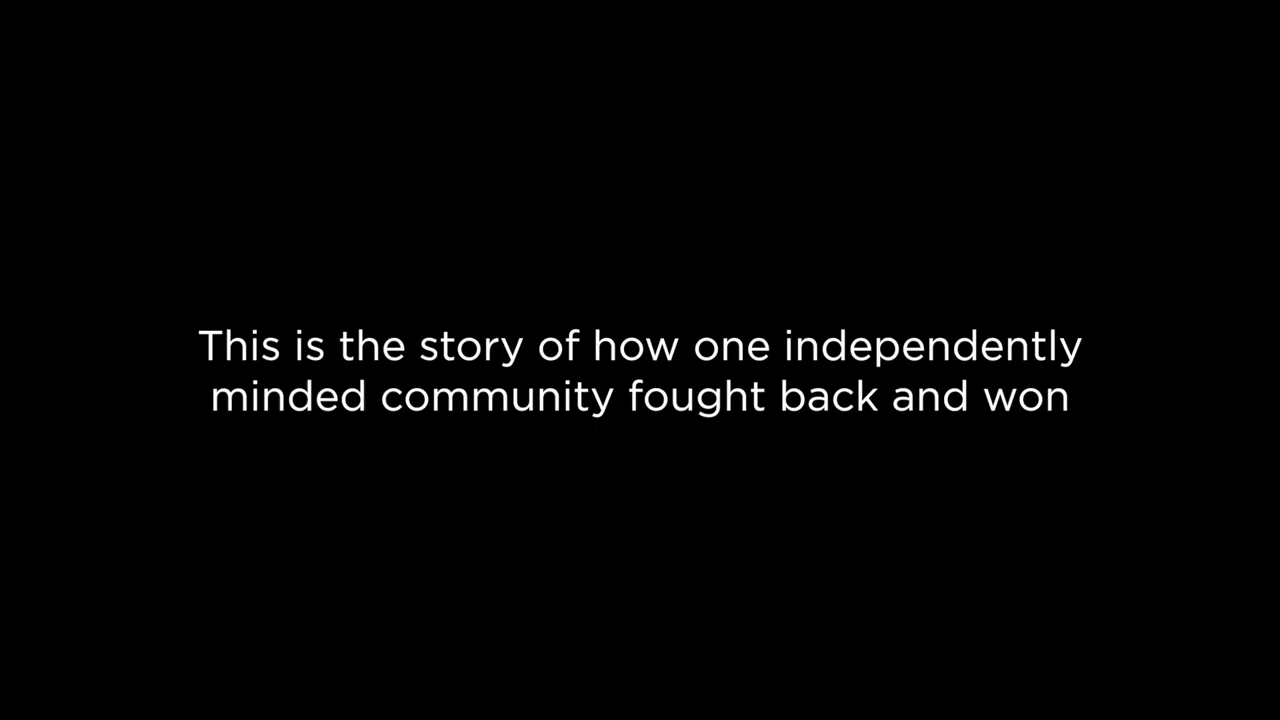 This is the story of how one independently
minded community fought back and won